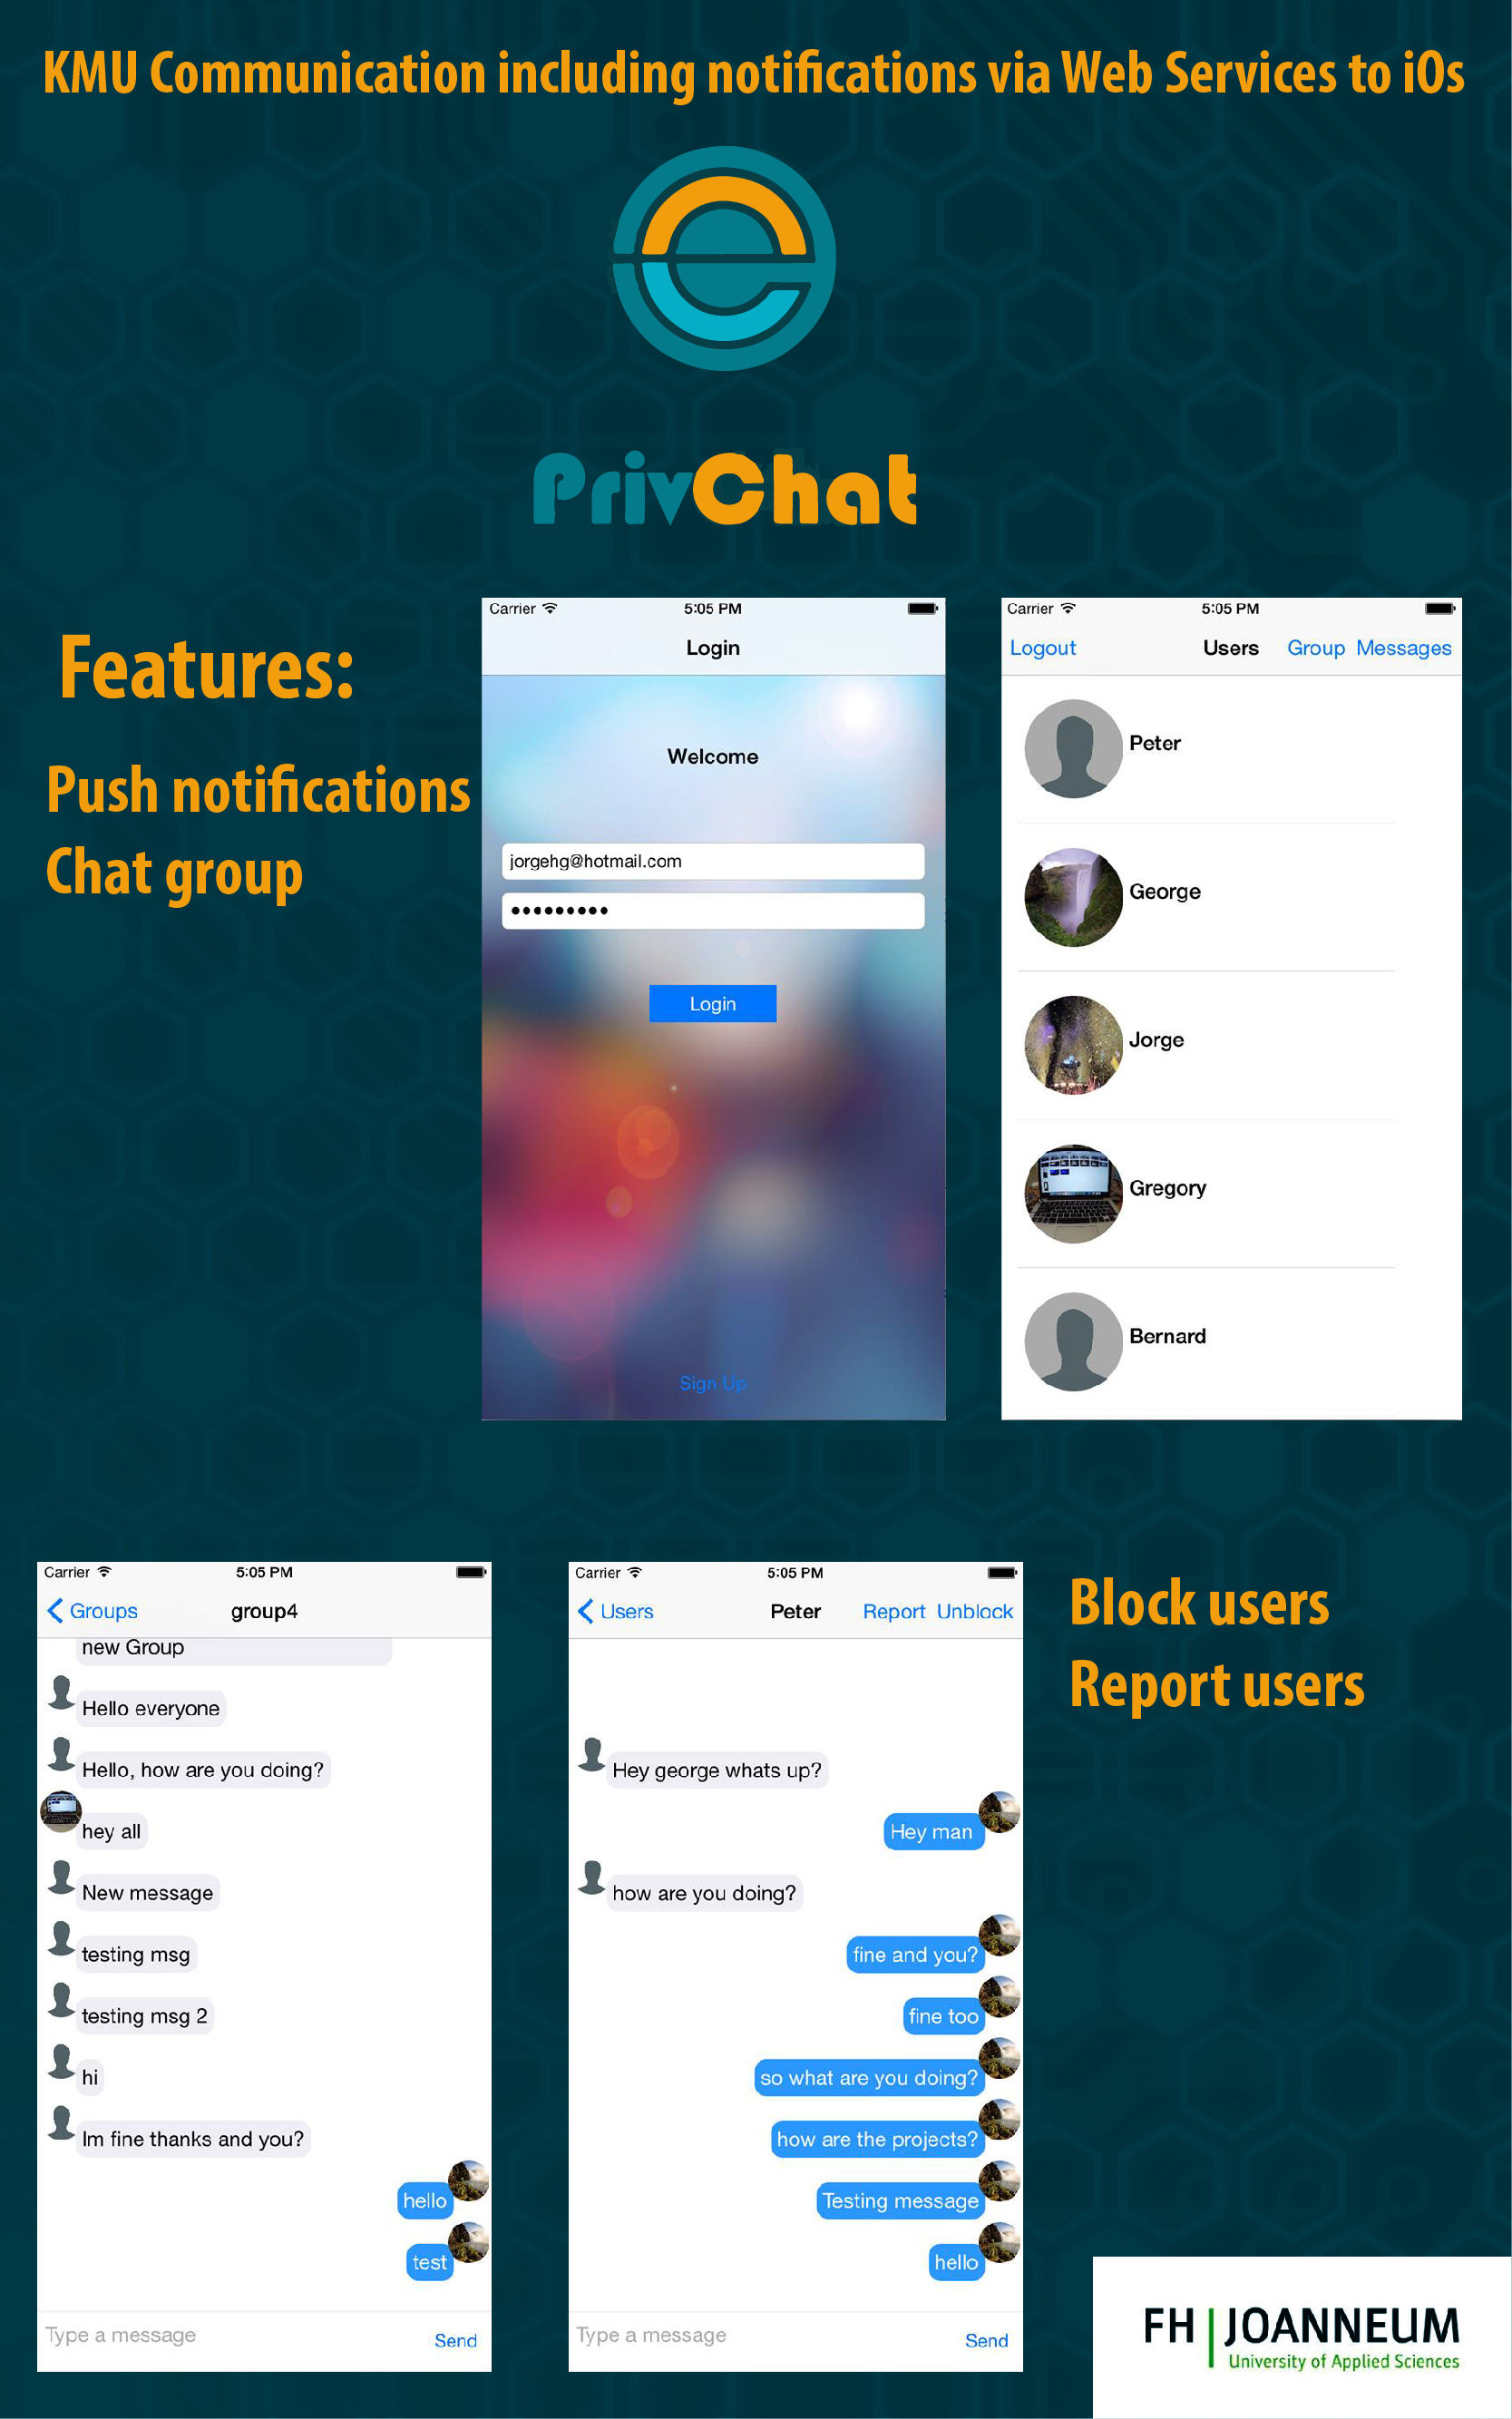 KMU Communication including notifications via Web Services to iOs
PrivChat
Features:
Push notifications
Chat group
Carrier 5:05 PM
Login
Welcome
jorgehg@hotmail.com
•••••••••
Login
Sign Up
Carrier 5:05 PM
Logout Users Group Messages
Peter
George
Jorge
Gregory
Bernard
Carrier 5:05 PM
Groups group4
new Group
Hello everyone
Hello, how are you doing?
hey all
New message
testing msg
testing msg 2
hi
Im fine thanks and you?
hello
test
Type a message Send
Carrier 5:05 PM
Users Peter Report Unblock
Hey george whats up?
Hey man
how are you doing?
fine and you?
fine too
so what are you doing?
how are the projects?
Testing message
hello
Type a message Send
Block users
Report users
FH JOANNEUM
University of Applied Sciences